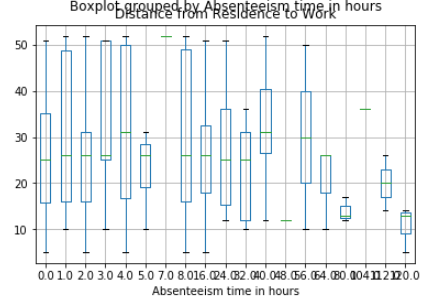 Boxplot grouped by Absenteeism time in hours
Distance from Residence to Work
50
40
30
20
10
0.0 1.0 2.0 3.0 4.0 5.0 7.0 8.0 16.0 24.0 32.0 40.0 48.0 56.0 64.0 80.0 104.0 112.0 120.0
Absenteeism time in hours